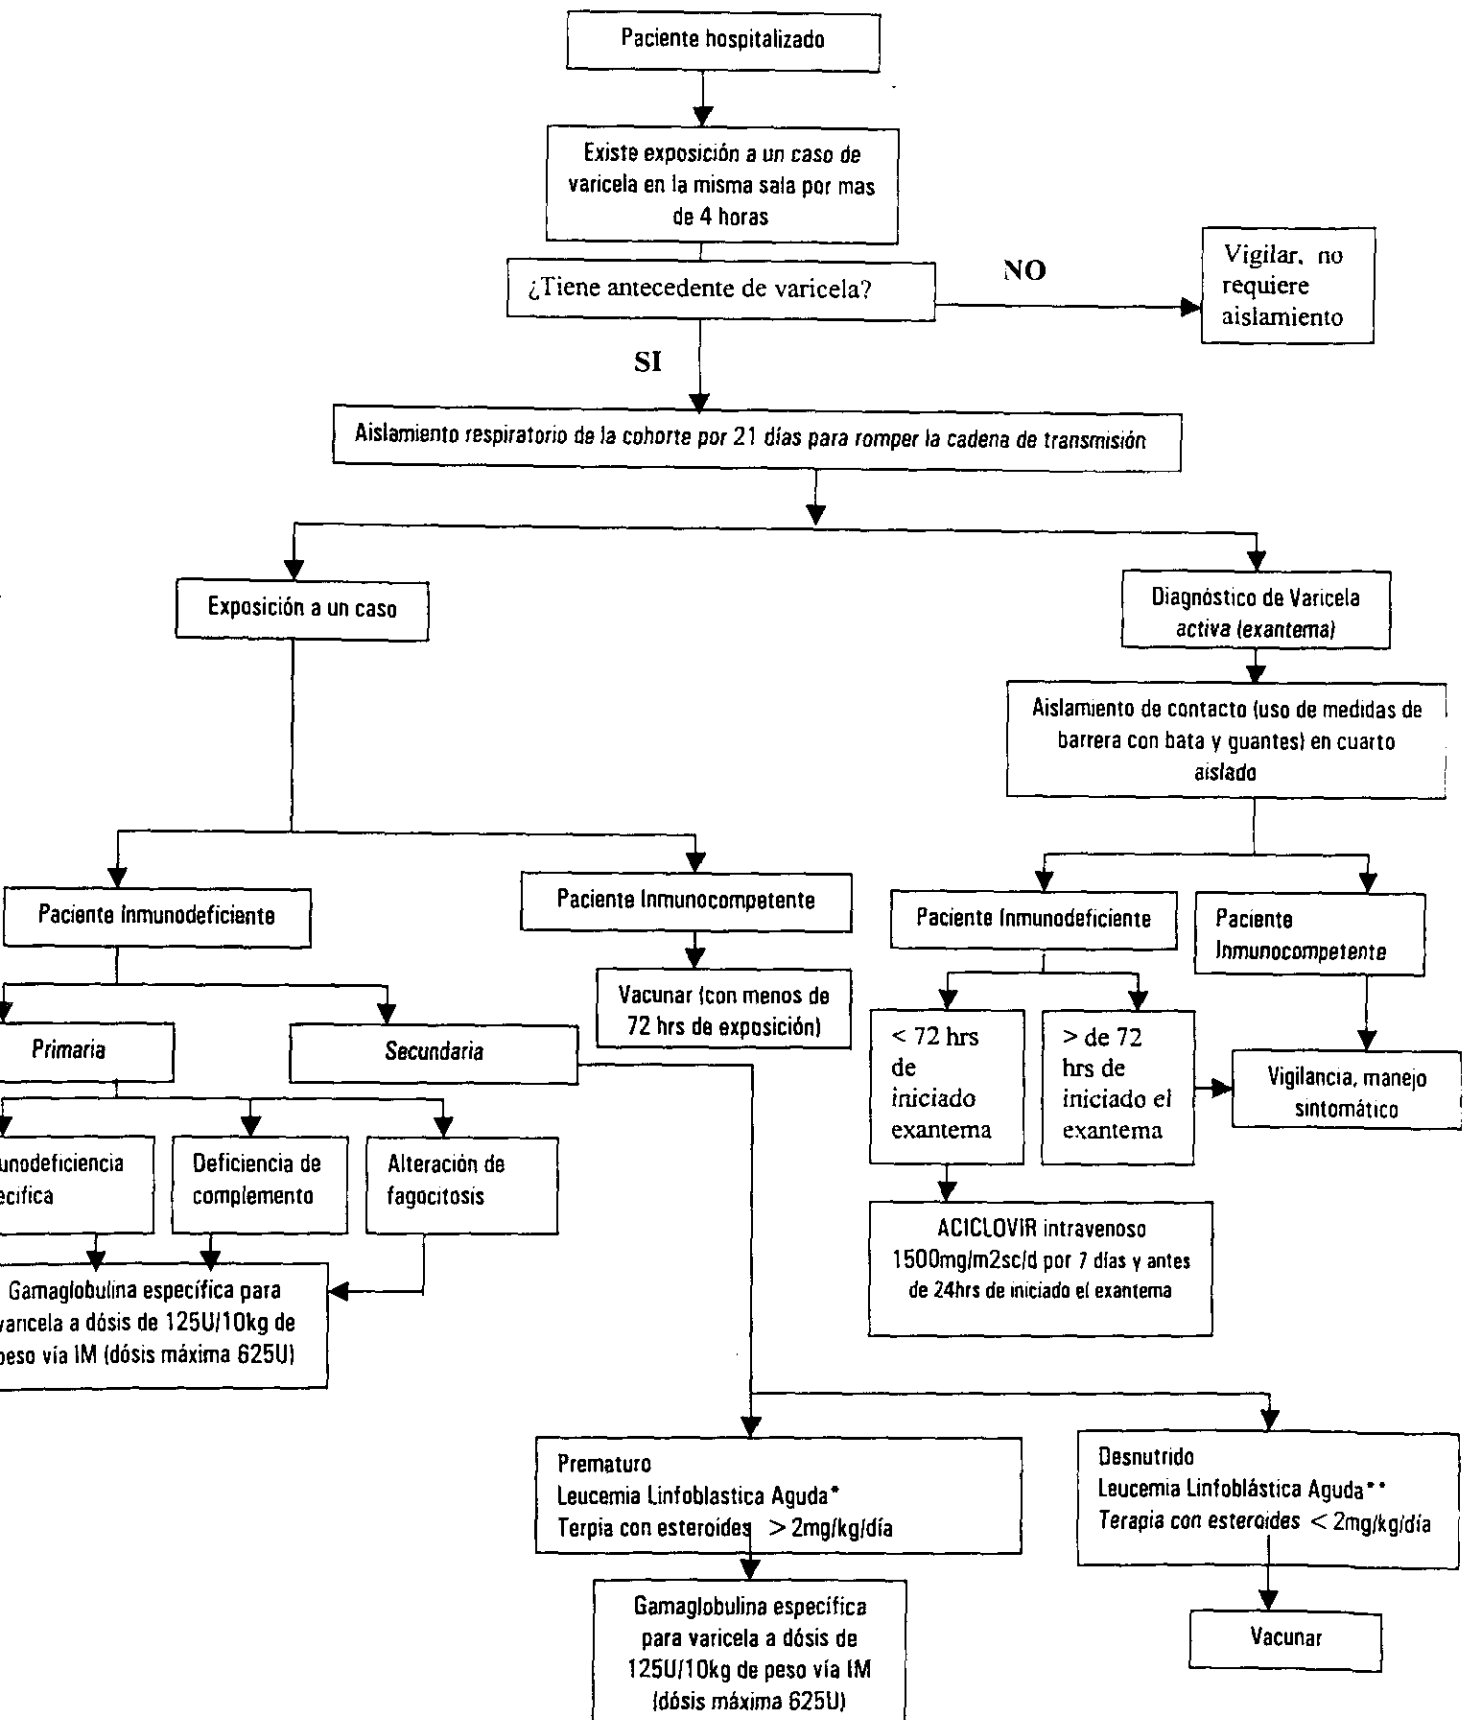 Paciente hospitalizado
Existe exposición a un caso de
varicela en la misma sala por mas
de 4 horas
¿Tiene antecedente de varicela?
NO
Vigilar, no
requiere
aislamiento
SI
Aislamiento respiratorio de la cohorte por 21 días para romper la cadena de transmisión
Exposición a un caso
Diagnóstico de Varicela
activa (exantema)
Aislamiento de contacto (uso de medidas de
barrera con bata y guantes) en cuarto
aislado
Paciente Inmunodeficiente
Paciente Inmunocompetente
Vacunar (con menos de
72 hrs de exposición)
Primaria
Secundaria
unodeficiencia
ecifica
Deficiencia de
complemento
Alteración de
fagocitosis
Gamaglobulina específica para
varicela a dósis de 125U/10kg de
peso vía IM (dósis máxima 625U)
Paciente Inmunodeficiente
Paciente
Inmunocompetente
< 72 hrs
de
iniciado
exantema
> de 72
hrs de
iniciado el
exantema
Vigilancia, manejo
sintomático
ACICLOVIR intravenoso
1500mg/m2sc/d por 7 días y antes
de 24hrs de iniciado el exantema
Prematuro
Leucemia Linfoblastica Aguda*
Terpia con esteroides > 2mg/kg/día
Desnutrido
Leucemia Linfoblástica Aguda**
Terapia con esteroides < 2mg/kg/día
Gamaglobulina específica
para varicela a dósis de
125U/10kg de peso vía IM
(dósis máxima 625U)
Vacunar